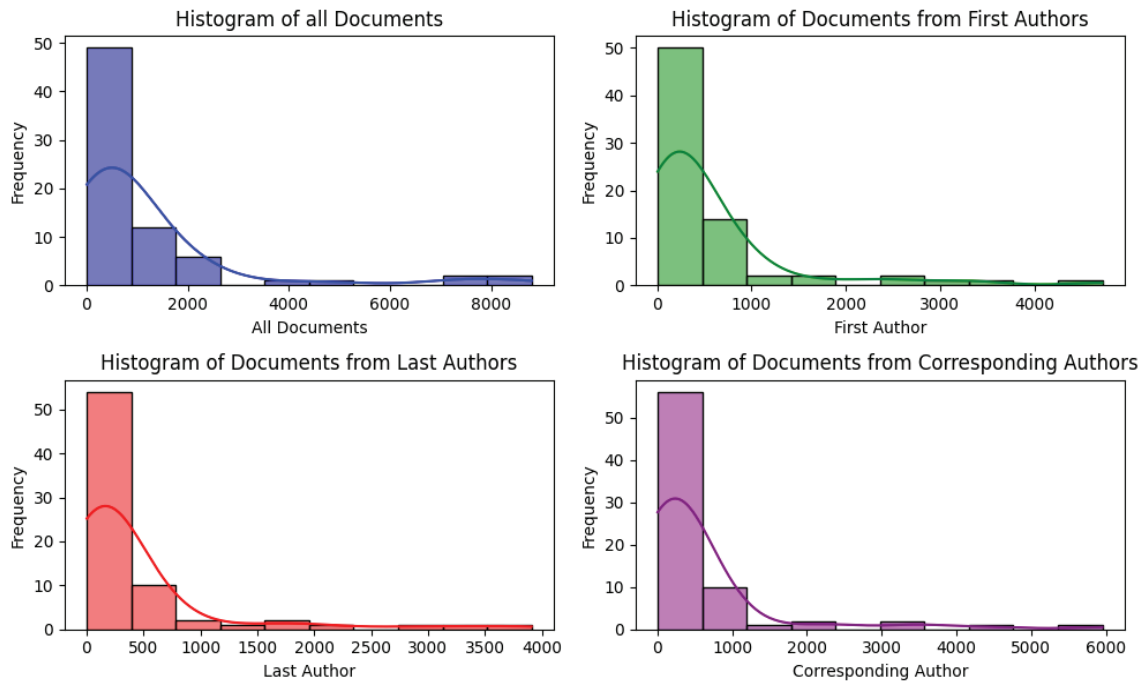 Histogram of all Documents
Frequency
50
40
30
20
10
0
0 2000 4000 6000 8000
All Documents
Histogram of Documents from First Authors
Frequency
50
40
30
20
10
0
0 1000 2000 3000 4000
First Author
Histogram of Documents from Last Authors
Frequency
50
40
30
20
10
0
0 500 1000 1500 2000 2500 3000 3500 4000
Last Author
Histogram of Documents from Corresponding Authors
Frequency
50
40
30
20
10
0
0 1000 2000 3000 4000 5000 6000
Corresponding Author